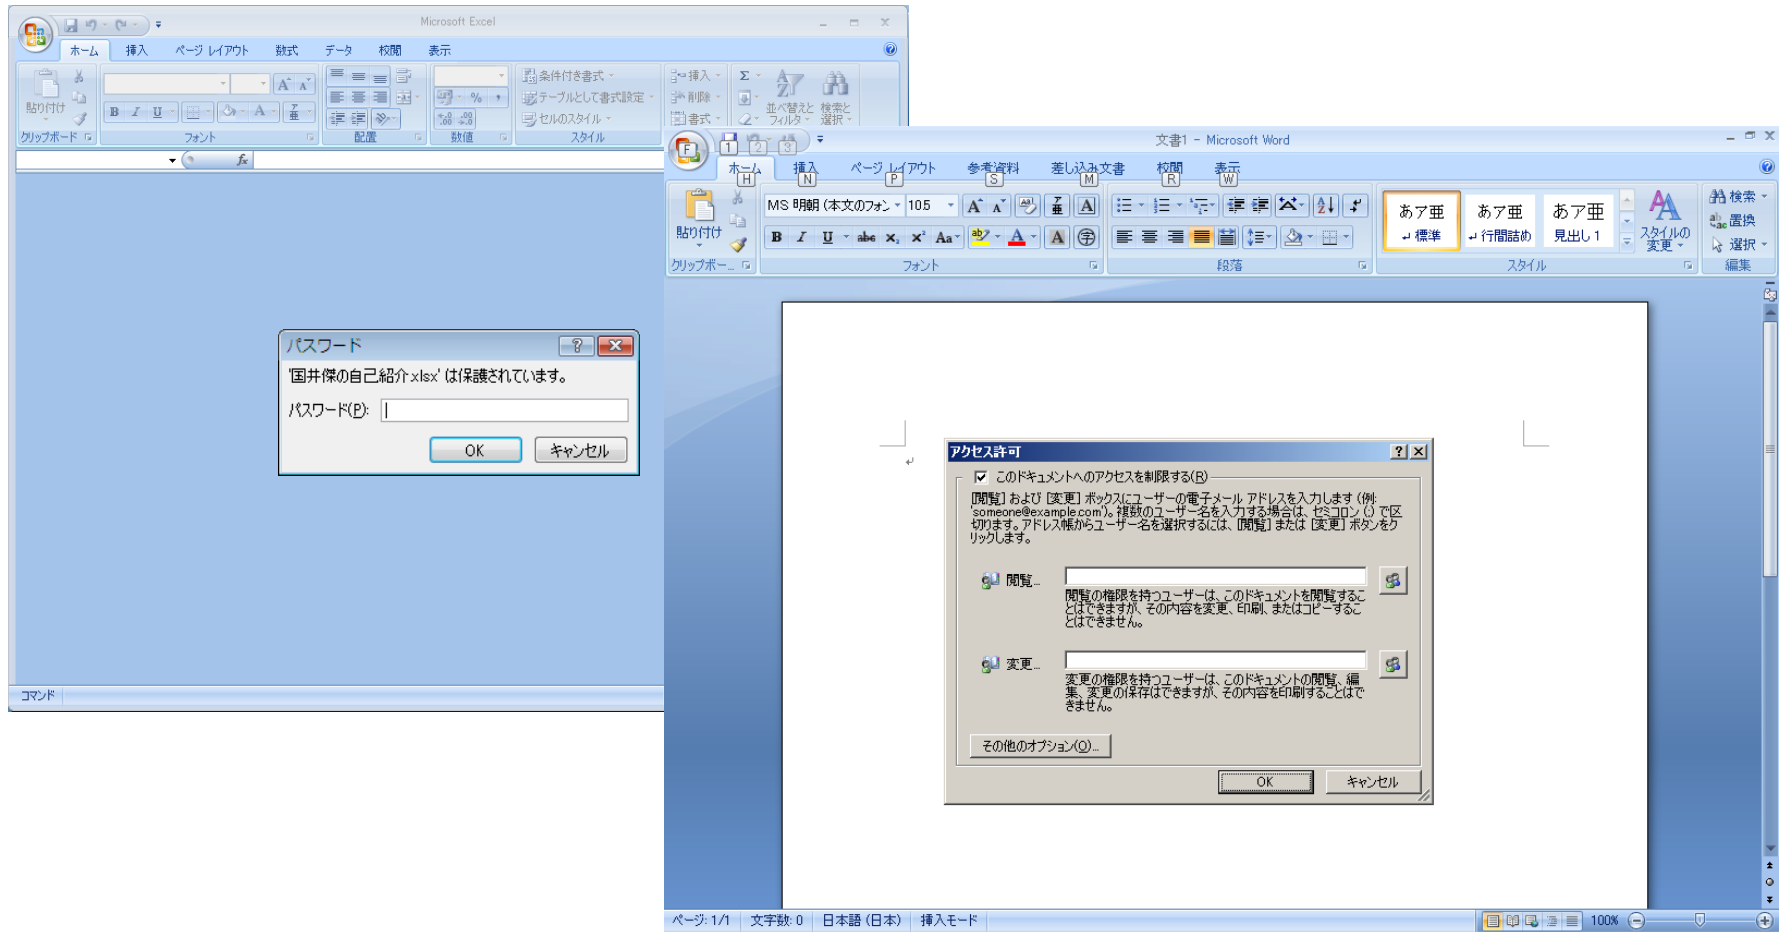 Microsoft Excel
ホーム 挿入 ページ レイアウト 数式 データ 校閲 表示
貼り付け
クリップボード
B I U
フォント
配置
%
数値
条件付き書式
テーブルとして書式設定
セルのスタイル
スタイル
挿入
削除
書式
Σ
並べ替えと
フィルタ
検索と
選択
fx
パスワード
'国井傑の自己紹介.xlsx' は保護されています。
パスワード(P):
OK キャンセル
コマンド
文書1 - Microsoft Word
1 2 3
F
ホーム 挿入 ページ レイアウト 参考資料 差し込み文書 校閲 表示
H N P S M R W
貼り付け
クリップボー...
MS 明朝 (本文のフォン 10.5
B I U abe x₂ x² Aa
フォント
段落
あア亜 あア亜 あア亜
↵ 標準 ↵ 行間詰め 見出し 1
スタイルの
変更
スタイル
検索
置換
選択
編集
アクセス許可
このドキュメントへのアクセスを制限する(R)
[閲覧] および [変更] ボックスにユーザーの電子メール アドレスを入力します (例:
'someone@example.com')。複数のユーザー名を入力する場合は、セミコロン (;) で区
切ります。アドレス帳からユーザー名を選択するには、[閲覧] または [変更] ボタンをク
リックします。
閲覧...
閲覧の権限を持つユーザーは、このドキュメントを閲覧するこ
とはできますが、その内容を変更、印刷、またはコピーするこ
とはできません。
変更...
変更の権限を持つユーザーは、このドキュメントの閲覧、編
集、変更の保存はできますが、その内容を印刷することはで
きません。
その他のオプション(O)...
OK キャンセル
ページ: 1/1 文字数: 0 日本語 (日本) 挿入モード 100%